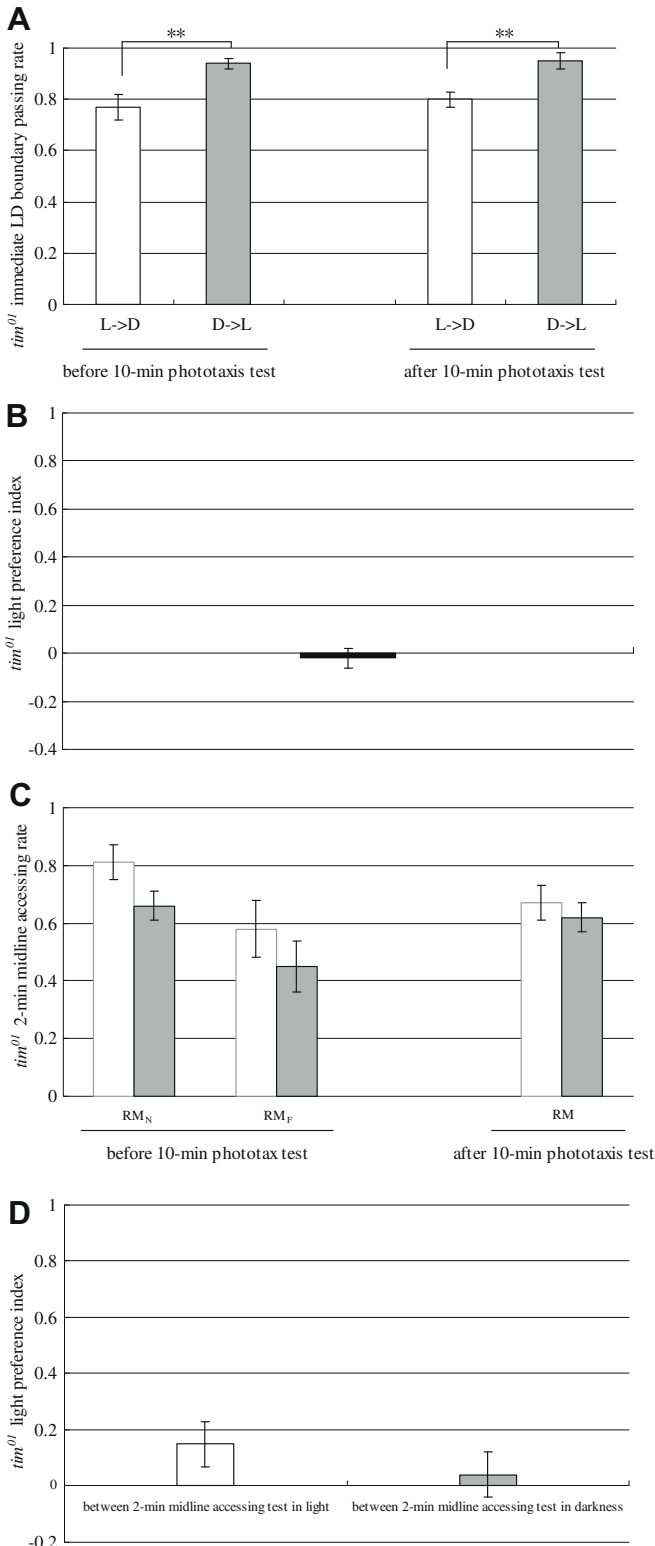 A
tim01 immediate LD boundary passing rate
**
**
1
0.8
0.6
0.4
0.2
0
L->D
D->L
L->D
D->L
before 10-min phototaxis test
after 10-min phototaxis test
B
tim01 light preference index
1
0.8
0.6
0.4
0.2
0
-0.2
-0.4
C
tim01 2-min midline accessing rate
1
0.8
0.6
0.4
0.2
0
RMN
RMF
RM
before 10-min phototax test
after 10-min phototaxis test
D
tim01 light preference index
1
0.8
0.6
0.4
0.2
0
-0.2
between 2-min midline accessing test in light
between 2-min midline accessing test in darkness